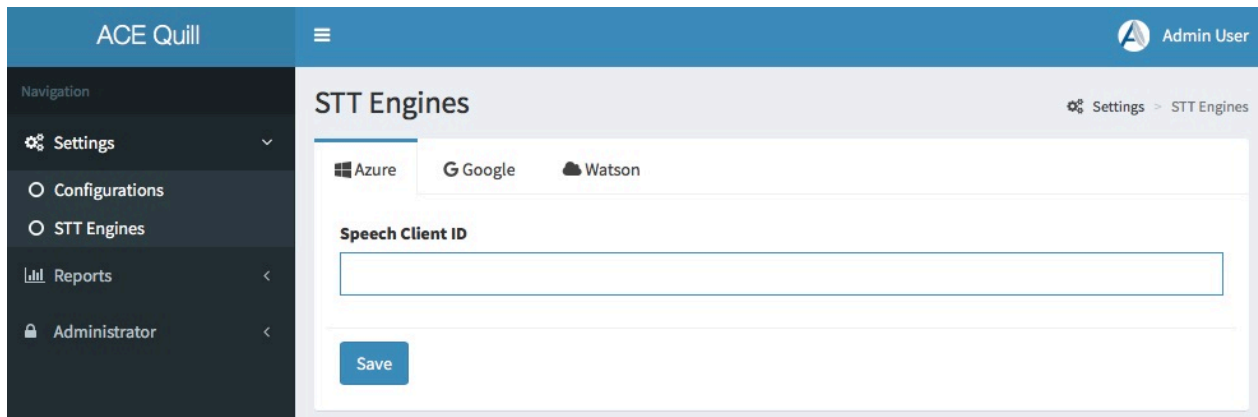 ACE Quill
Admin User
Navigation
Settings
Configurations
STT Engines
Reports
Administrator
STT Engines
Settings > STT Engines
Azure
Google
Watson
Speech Client ID
Save